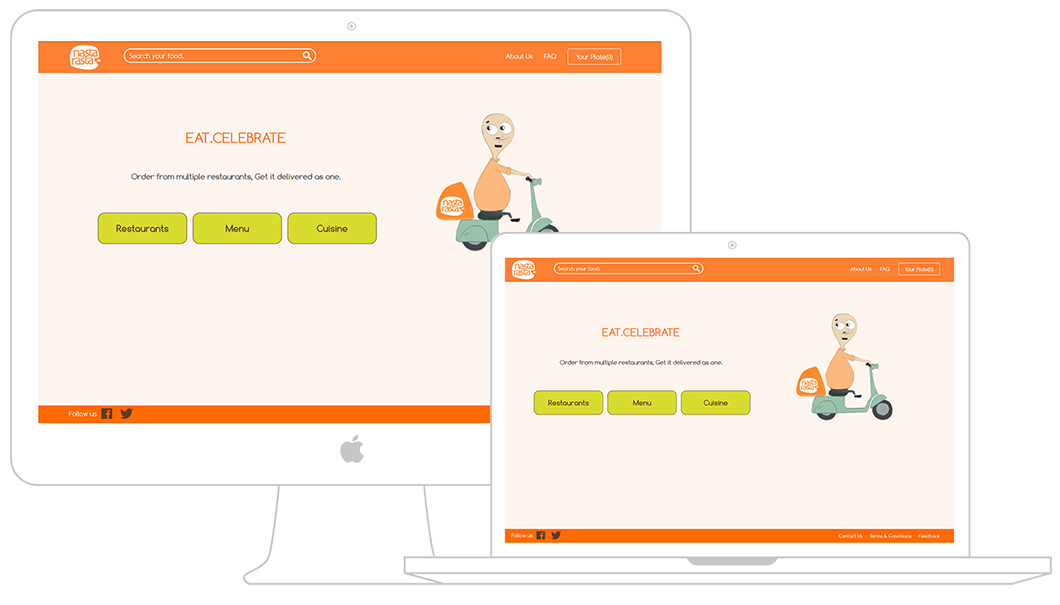 nasta
rasta
Search your food..
About Us
FAQ
Your Plate(0)
EAT.CELEBRATE
Order from multiple restaurants, Get it delivered as one.
nasta
rasta
Restaurants
Menu
Cuisine
Follow us
nasta
rasta
Search your food..
About Us
FAQ
Your Plate(0)
EAT.CELEBRATE
Order from multiple restaurants, Get it delivered as one.
nasta
rasta
Restaurants
Menu
Cuisine
Follow us
Contact Us
Terms & Conditions
Feedback